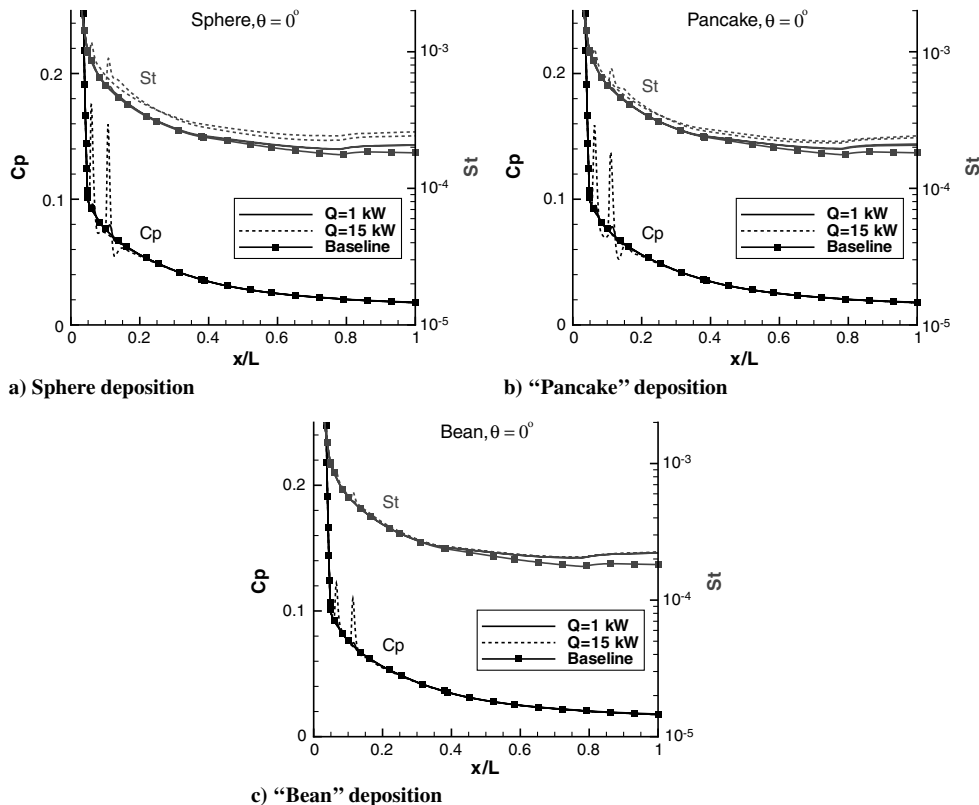 Sphere, θ = 0°
0.2
0.1
0
Cp
10⁻³
10⁻⁴
10⁻⁵
St
St
Cp
Q=1 kW
Q=15 kW
Baseline
0 0.2 0.4 0.6 0.8 1
x/L
a) Sphere deposition
Pancake, θ = 0°
0.2
0.1
0
Cp
10⁻³
10⁻⁴
10⁻⁵
St
St
Cp
Q=1 kW
Q=15 kW
Baseline
0 0.2 0.4 0.6 0.8 1
x/L
b) “Pancake” deposition
Bean, θ = 0°
0.2
0.1
0
Cp
10⁻³
10⁻⁴
10⁻⁵
St
St
Cp
Q=1 kW
Q=15 kW
Baseline
0 0.2 0.4 0.6 0.8 1
x/L
c) “Bean” deposition